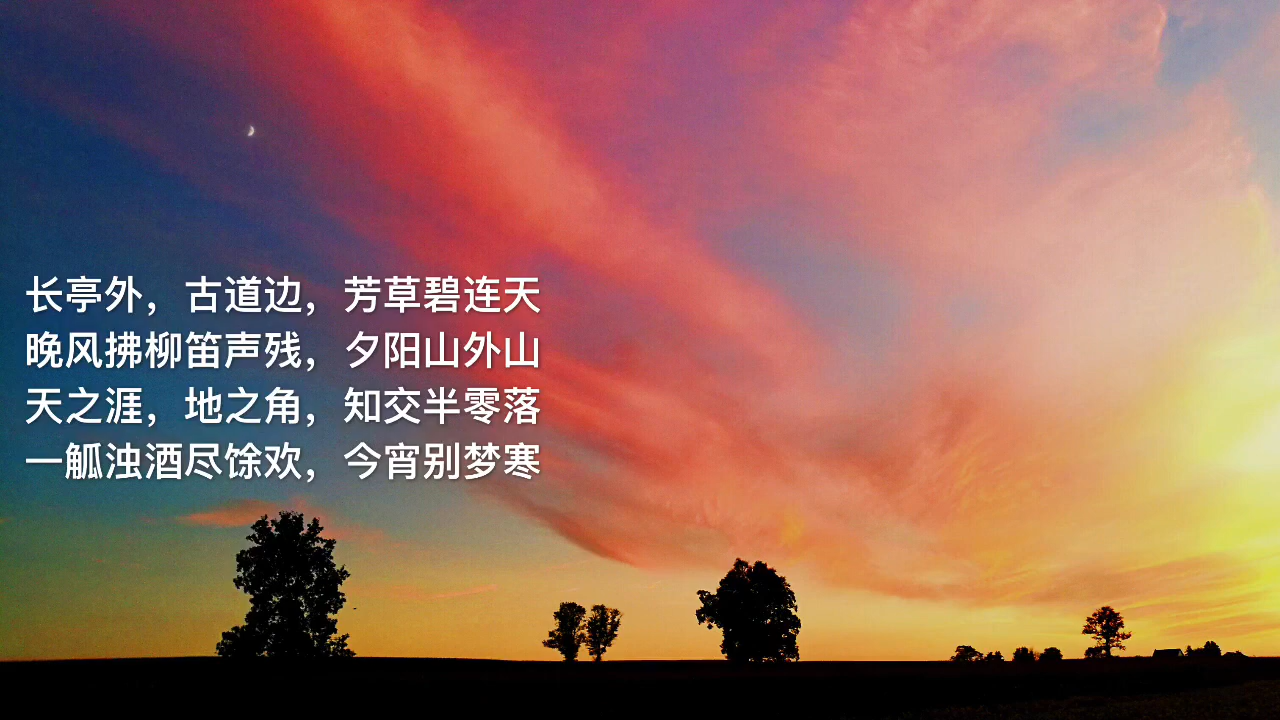 长亭外，古道边，芳草碧连天
晚风拂柳笛声残，夕阳山外山
天之涯，地之角，知交半零落
一觚浊酒尽馀欢，今宵别梦寒